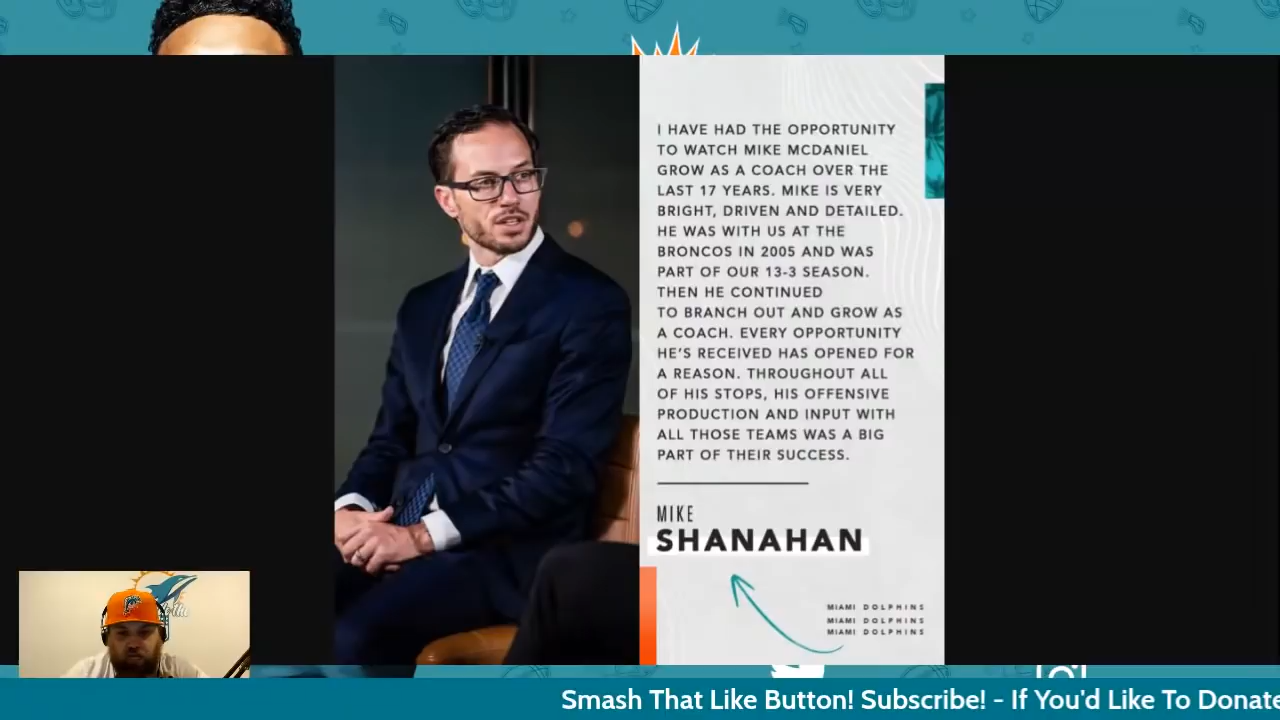 I HAVE HAD THE OPPORTUNITY
TO WATCH MIKE MCDANIEL
GROW AS A COACH OVER THE
LAST 17 YEARS. MIKE IS VERY
BRIGHT, DRIVEN AND DETAILED.
HE WAS WITH US AT THE
BRONCOS IN 2005 AND WAS
PART OF OUR 13-3 SEASON.
THEN HE CONTINUED
TO BRANCH OUT AND GROW AS
A COACH. EVERY OPPORTUNITY
HE'S RECEIVED HAS OPENED FOR
A REASON. THROUGHOUT ALL
OF HIS STOPS, HIS OFFENSIVE
PRODUCTION AND INPUT WITH
ALL THOSE TEAMS WAS A BIG
PART OF THEIR SUCCESS.
MIKE
SHANAHAN
MIAMI DOLPHINS
MIAMI DOLPHINS
MIAMI DOLPHINS
Smash That Like Button! Subscribe! - If You'd Like To Donate